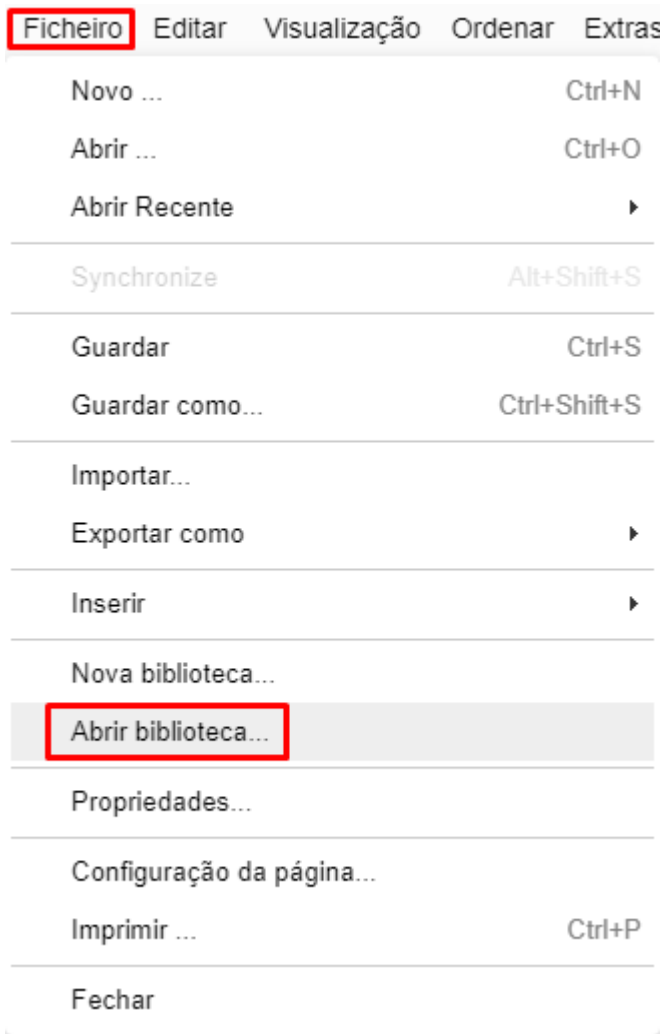 Ficheiro Editar Visualização Ordenar Extras
Novo ... Ctrl+N
Abrir ... Ctrl+O
Abrir Recente
Synchronize Alt+Shift+S
Guardar Ctrl+S
Guardar como... Ctrl+Shift+S
Importar...
Exportar como
Inserir
Nova biblioteca...
Abrir biblioteca...
Propriedades...
Configuração da página...
Imprimir ... Ctrl+P
Fechar